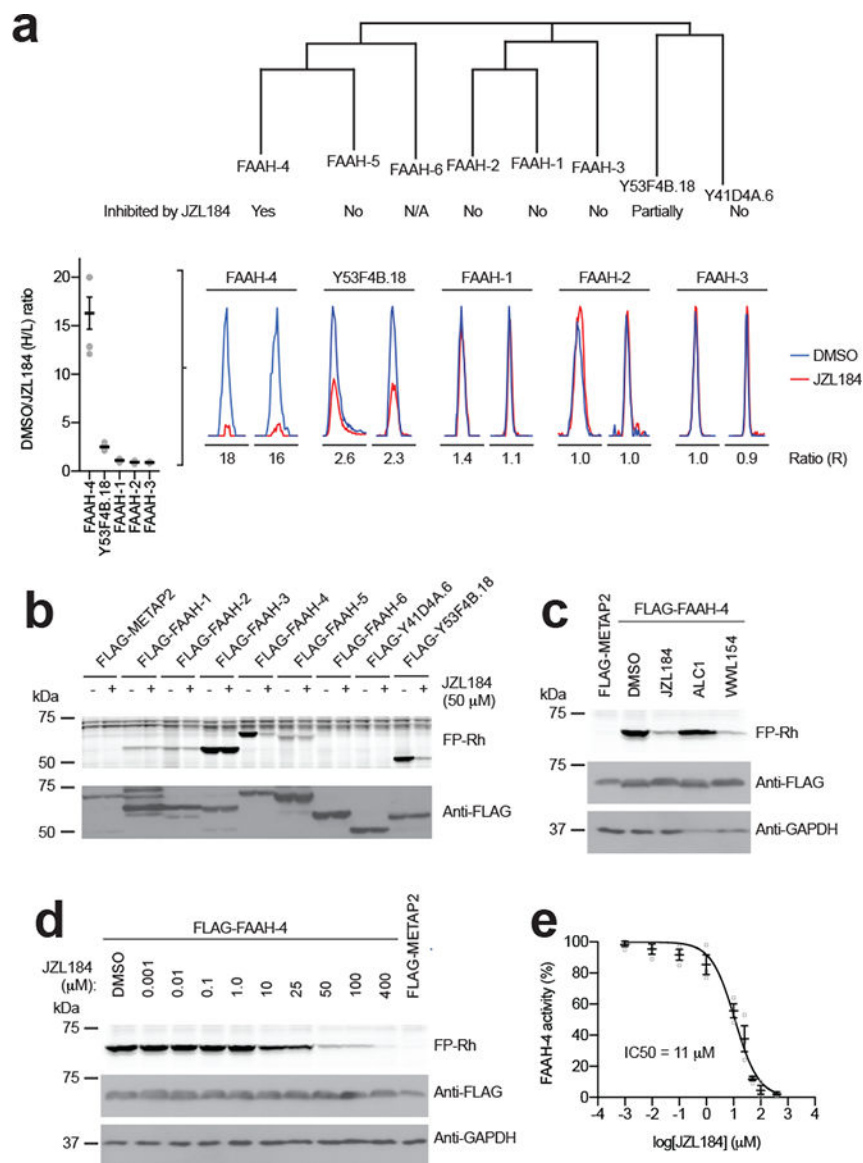 a
FAAH-4 FAAH-5 FAAH-6 FAAH-2 FAAH-1 FAAH-3 Y53F4B.18 Y41D4A.6
Inhibited by JZL184 Yes No N/A No No No Partially No
DMSO/JZL184 (H/L) ratio
20
15
10
5
0
FAAH-4
Y53F4B.18
FAAH-1
FAAH-2
FAAH-3
FAAH-4 Y53F4B.18 FAAH-1 FAAH-2 FAAH-3
DMSO
JZL184
18 16 2.6 2.3 1.4 1.1 1.0 1.0 1.0 0.9 Ratio (R)
b
FLAG-METAP2
FLAG-FAAH-1
FLAG-FAAH-2
FLAG-FAAH-3
FLAG-FAAH-4
FLAG-FAAH-5
FLAG-FAAH-6
FLAG-Y41D4A.6
FLAG-Y53F4B.18
- + - + - + - + - + - + - + - + - + JZL184
(50 μM)
kDa
75
50
FP-Rh
75
50
Anti-FLAG
c
FLAG-METAP2
FLAG-FAAH-4
DMSO
JZL184
ALC1
WWL154
kDa
FP-Rh
75
Anti-FLAG
37
Anti-GAPDH
d
FLAG-FAAH-4
FLAG-METAP2
JZL184
(μM):
DMSO
0.001
0.01
0.1
1.0
10
25
50
100
400
kDa
75
FP-Rh
75
Anti-FLAG
37
Anti-GAPDH
e
FAAH-4 activity (%)
100
80
60
40
20
0
IC50 = 11 μM
-4 -3 -2 -1 0 1 2 3 4
log[JZL184] (μM)